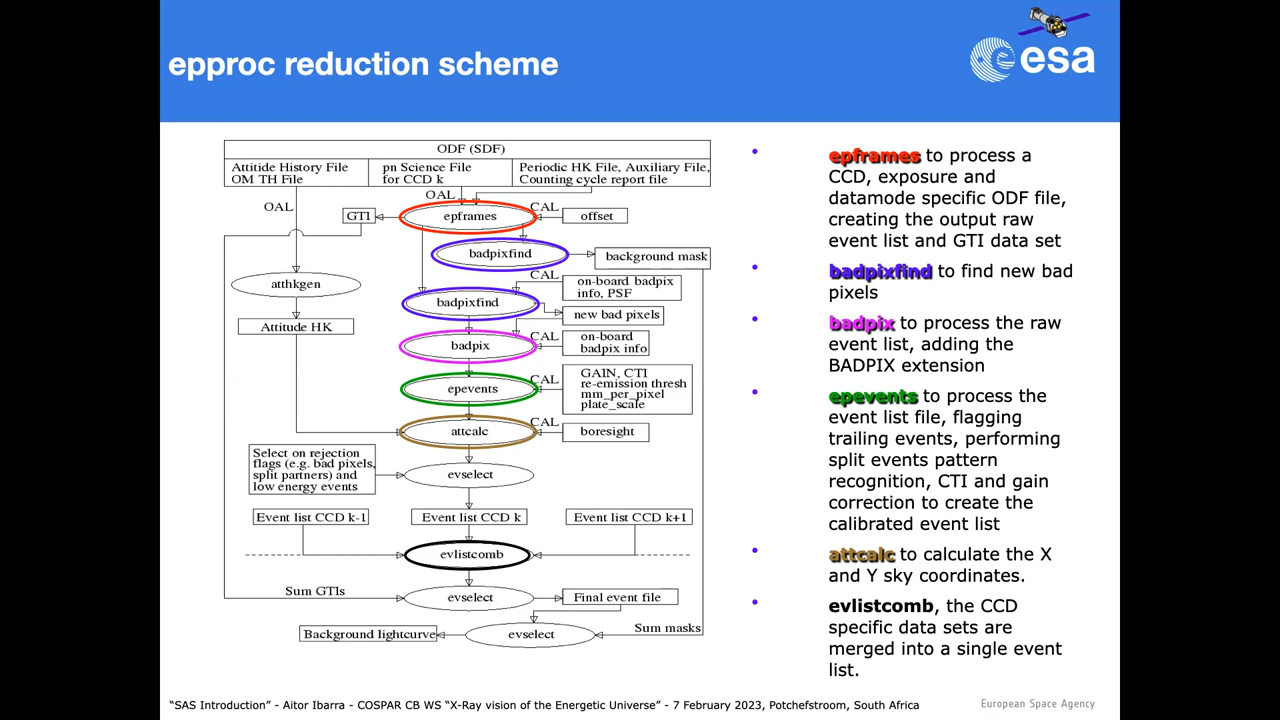 epproc reduction scheme
esa
ODF (SDF)
Attitide History File
OM TH File
pn Science File
for CCD k
Periodic HK File, Auxiliary File,
Counting cycle report file
OAL
OAL
GTI
epframes
CAL
offset
badpixfind
background mask
atthkgen
CAL
on-board badpix
info, PSF
badpixfind
new bad pixels
Attitude HK
badpix
CAL
on-board
badpix info
epevents
CAL
GAIN, CTI
re-emission thresh
mm_per_pixel
plate_scale
attcalc
CAL
boresight
Select on rejection
flags (e.g. bad pixels,
split partners) and
low energy events
evselect
Event list CCD k-1
Event list CCD k
Event list CCD k+1
evlistcomb
Sum GTIs
evselect
Final event file
Background lightcurve
evselect
Sum masks
epframes to process a
CCD, exposure and
datamode specific ODF file,
creating the output raw
event list and GTI data set
badpixfind to find new bad
pixels
badpix to process the raw
event list, adding the
BADPIX extension
epevents to process the
event list file, flagging
trailing events, performing
split events pattern
recognition, CTI and gain
correction to create the
calibrated event list
attcalc to calculate the X
and Y sky coordinates.
evlistcomb, the CCD
specific data sets are
merged into a single event
list.
“SAS Introduction” - Aitor Ibarra - COSPAR CB WS “X-Ray vision of the Energetic Universe” - 7 February 2023, Potchefstroom, South Africa
European Space Agency